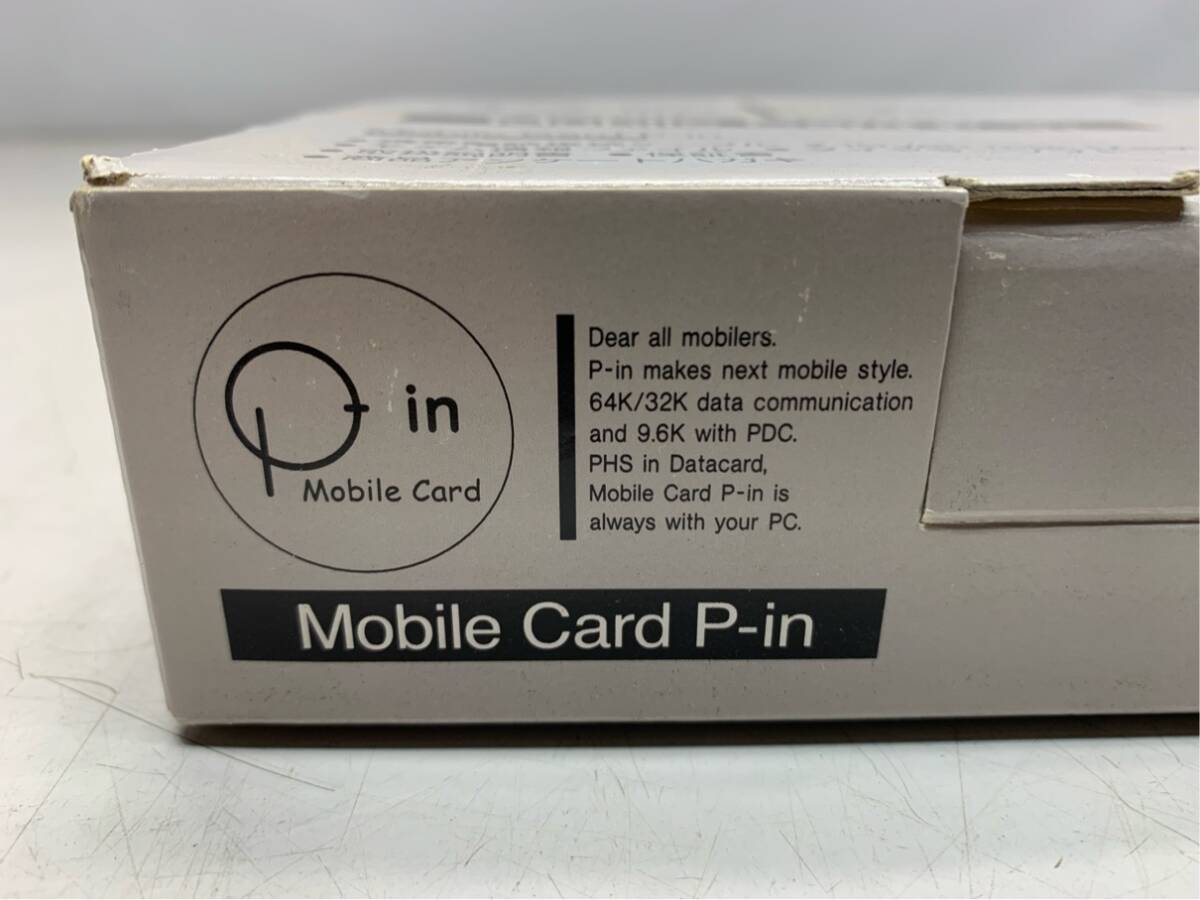 P-in
Mobile Card
Dear all mobilers.
P-in makes next mobile style.
64K/32K data communication
and 9.6K with PDC.
PHS in Datacard,
Mobile Card P-in is
always with your PC.
Mobile Card P-in